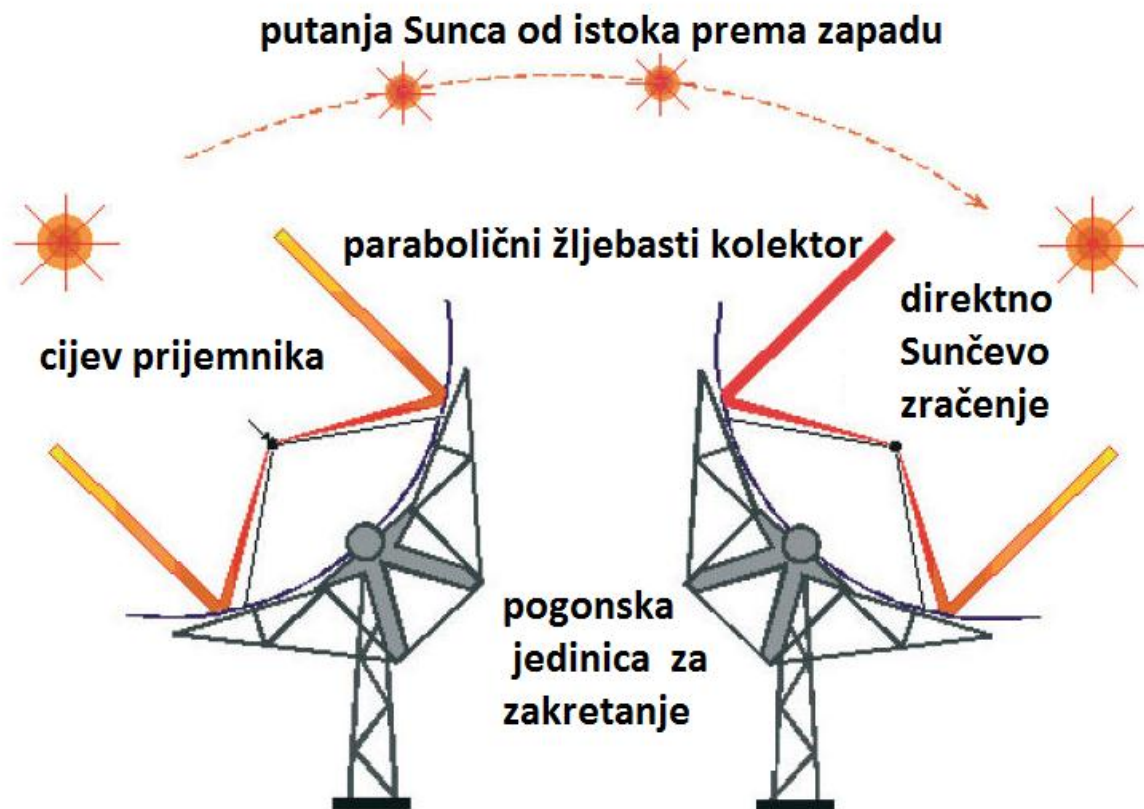 putanja Sunca od istoka prema zapadu
parabolični žljebasti kolektor
cijev prijemnika
direktno
Sunčevo
zračenje
pogonska
jedinica za
zakretanje